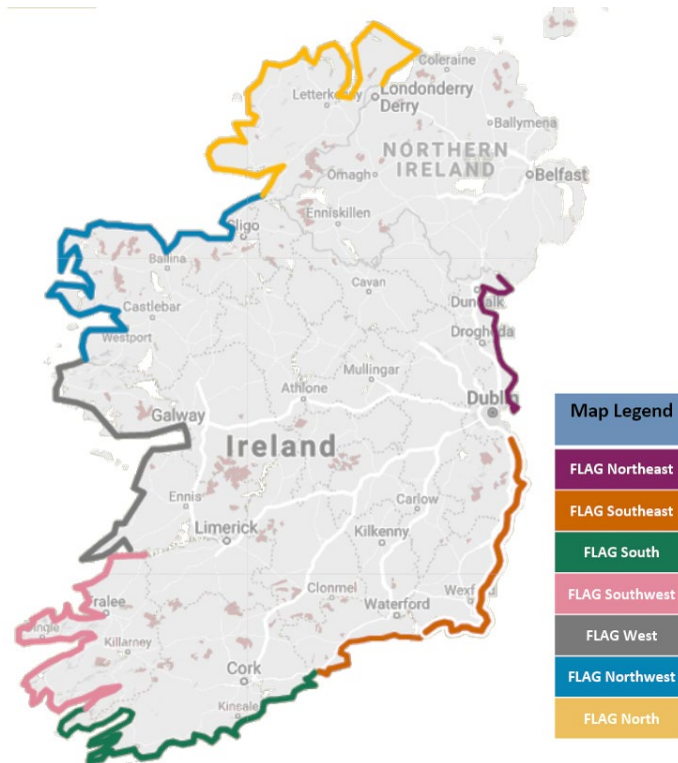 Coleraine
Letterkenny
Londonderry
Derry
Ballymena
NORTHERN
IRELAND
Omagh
Belfast
Enniskillen
Sligo
Ballina
Cavan
Dundalk
Castlebar
Drogheda
Westport
Mullingar
Athlone
Dublin
Galway
Ireland
Map Legend
FLAG Northeast
Ennis
Carlow
FLAG Southeast
Limerick
Kilkenny
FLAG South
Clonmel
Wexford
FLAG Southwest
Tralee
Waterford
Dingle
Killarney
FLAG West
Cork
FLAG Northwest
Kinsale
FLAG North